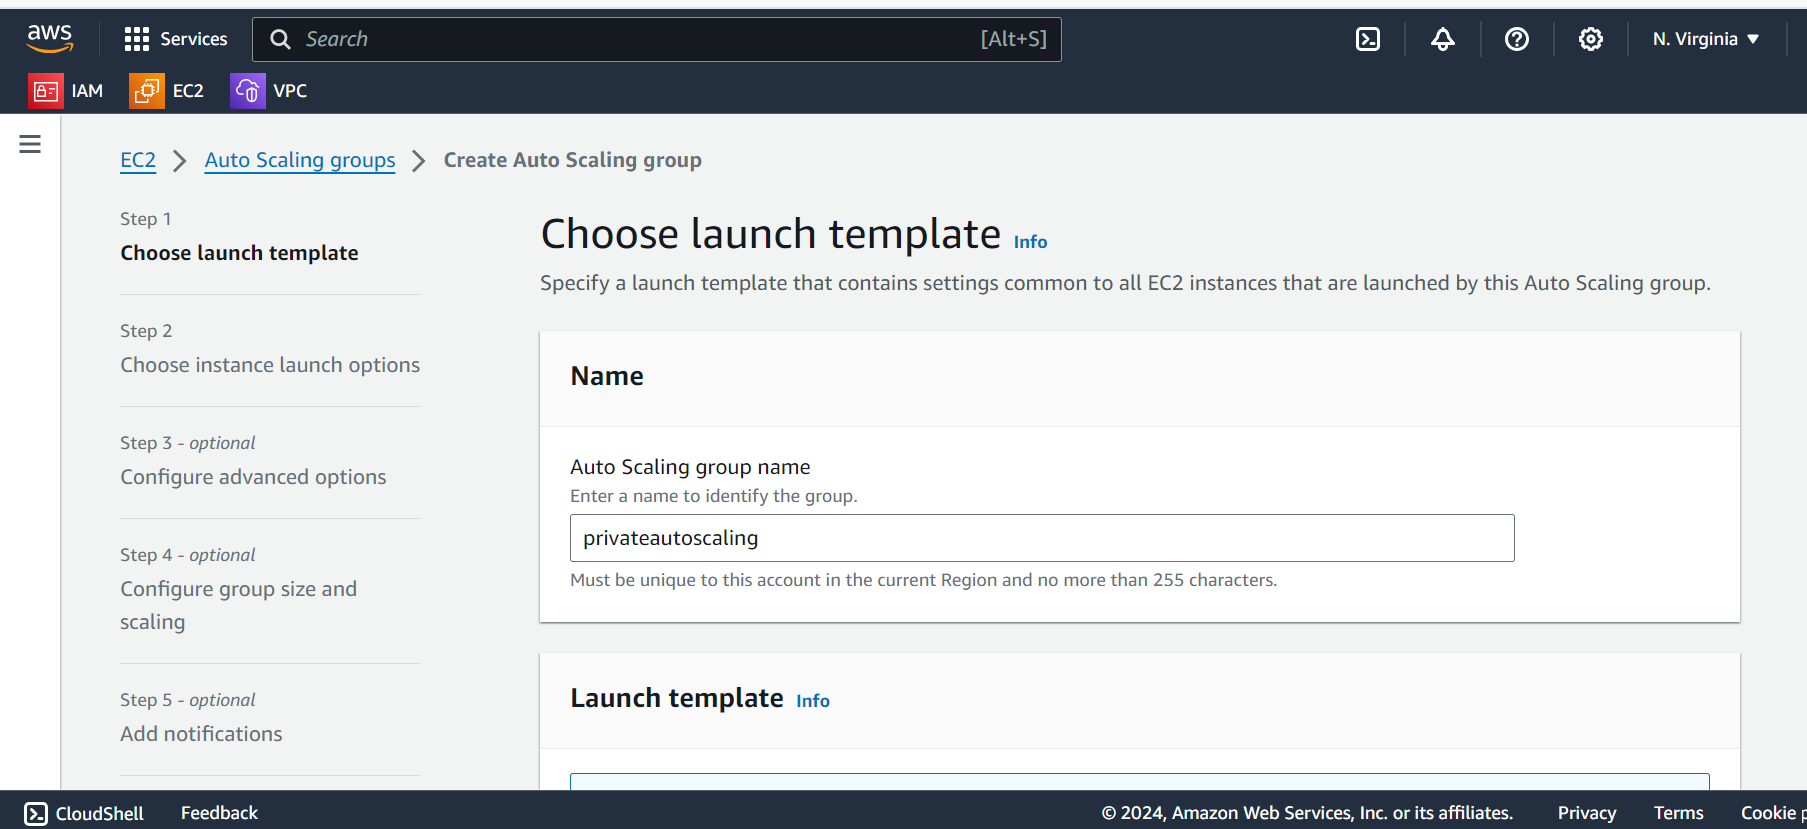 aws
Services
Search
[Alt+S]
N. Virginia
IAM
EC2
VPC
EC2 > Auto Scaling groups > Create Auto Scaling group
Step 1
Choose launch template
Step 2
Choose instance launch options
Step 3 - optional
Configure advanced options
Step 4 - optional
Configure group size and
scaling
Step 5 - optional
Add notifications
Choose launch template Info
Specify a launch template that contains settings common to all EC2 instances that are launched by this Auto Scaling group.
Name
Auto Scaling group name
Enter a name to identify the group.
privateautoscaling
Must be unique to this account in the current Region and no more than 255 characters.
Launch template Info
CloudShell
Feedback
© 2024, Amazon Web Services, Inc. or its affiliates.
Privacy
Terms
Cookie